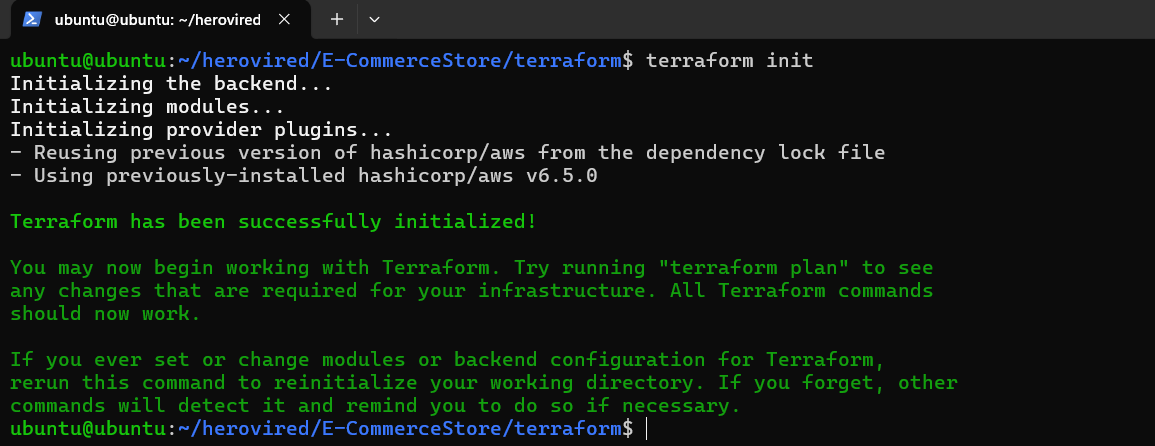 ubuntu@ubuntu: ~/herovired
ubuntu@ubuntu:~/herovired/E-CommerceStore/terraform$ terraform init
Initializing the backend...
Initializing modules...
Initializing provider plugins...
- Reusing previous version of hashicorp/aws from the dependency lock file
- Using previously-installed hashicorp/aws v6.5.0
Terraform has been successfully initialized!
You may now begin working with Terraform. Try running "terraform plan" to see
any changes that are required for your infrastructure. All Terraform commands
should now work.
If you ever set or change modules or backend configuration for Terraform,
rerun this command to reinitialize your working directory. If you forget, other
commands will detect it and remind you to do so if necessary.
ubuntu@ubuntu:~/herovired/E-CommerceStore/terraform$